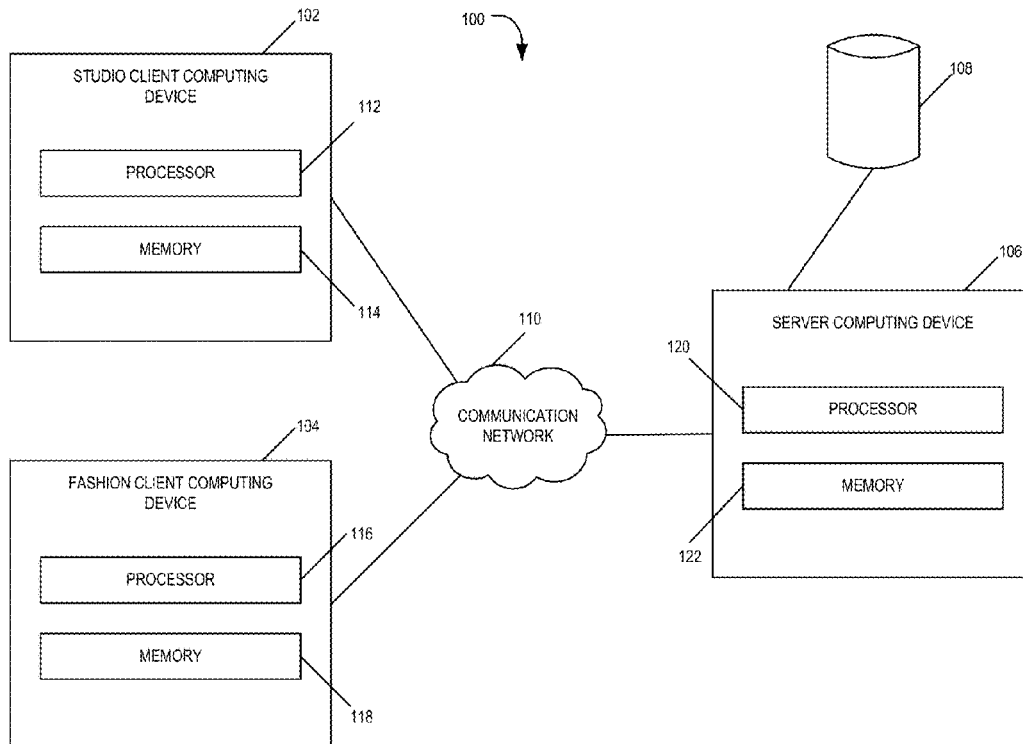 100
102
STUDIO CLIENT COMPUTING
DEVICE
112
PROCESSOR
MEMORY
114
108
106
SERVER COMPUTING DEVICE
120
PROCESSOR
MEMORY
122
110
COMMUNICATION
NETWORK
104
FASHION CLIENT COMPUTING
DEVICE
116
PROCESSOR
MEMORY
118